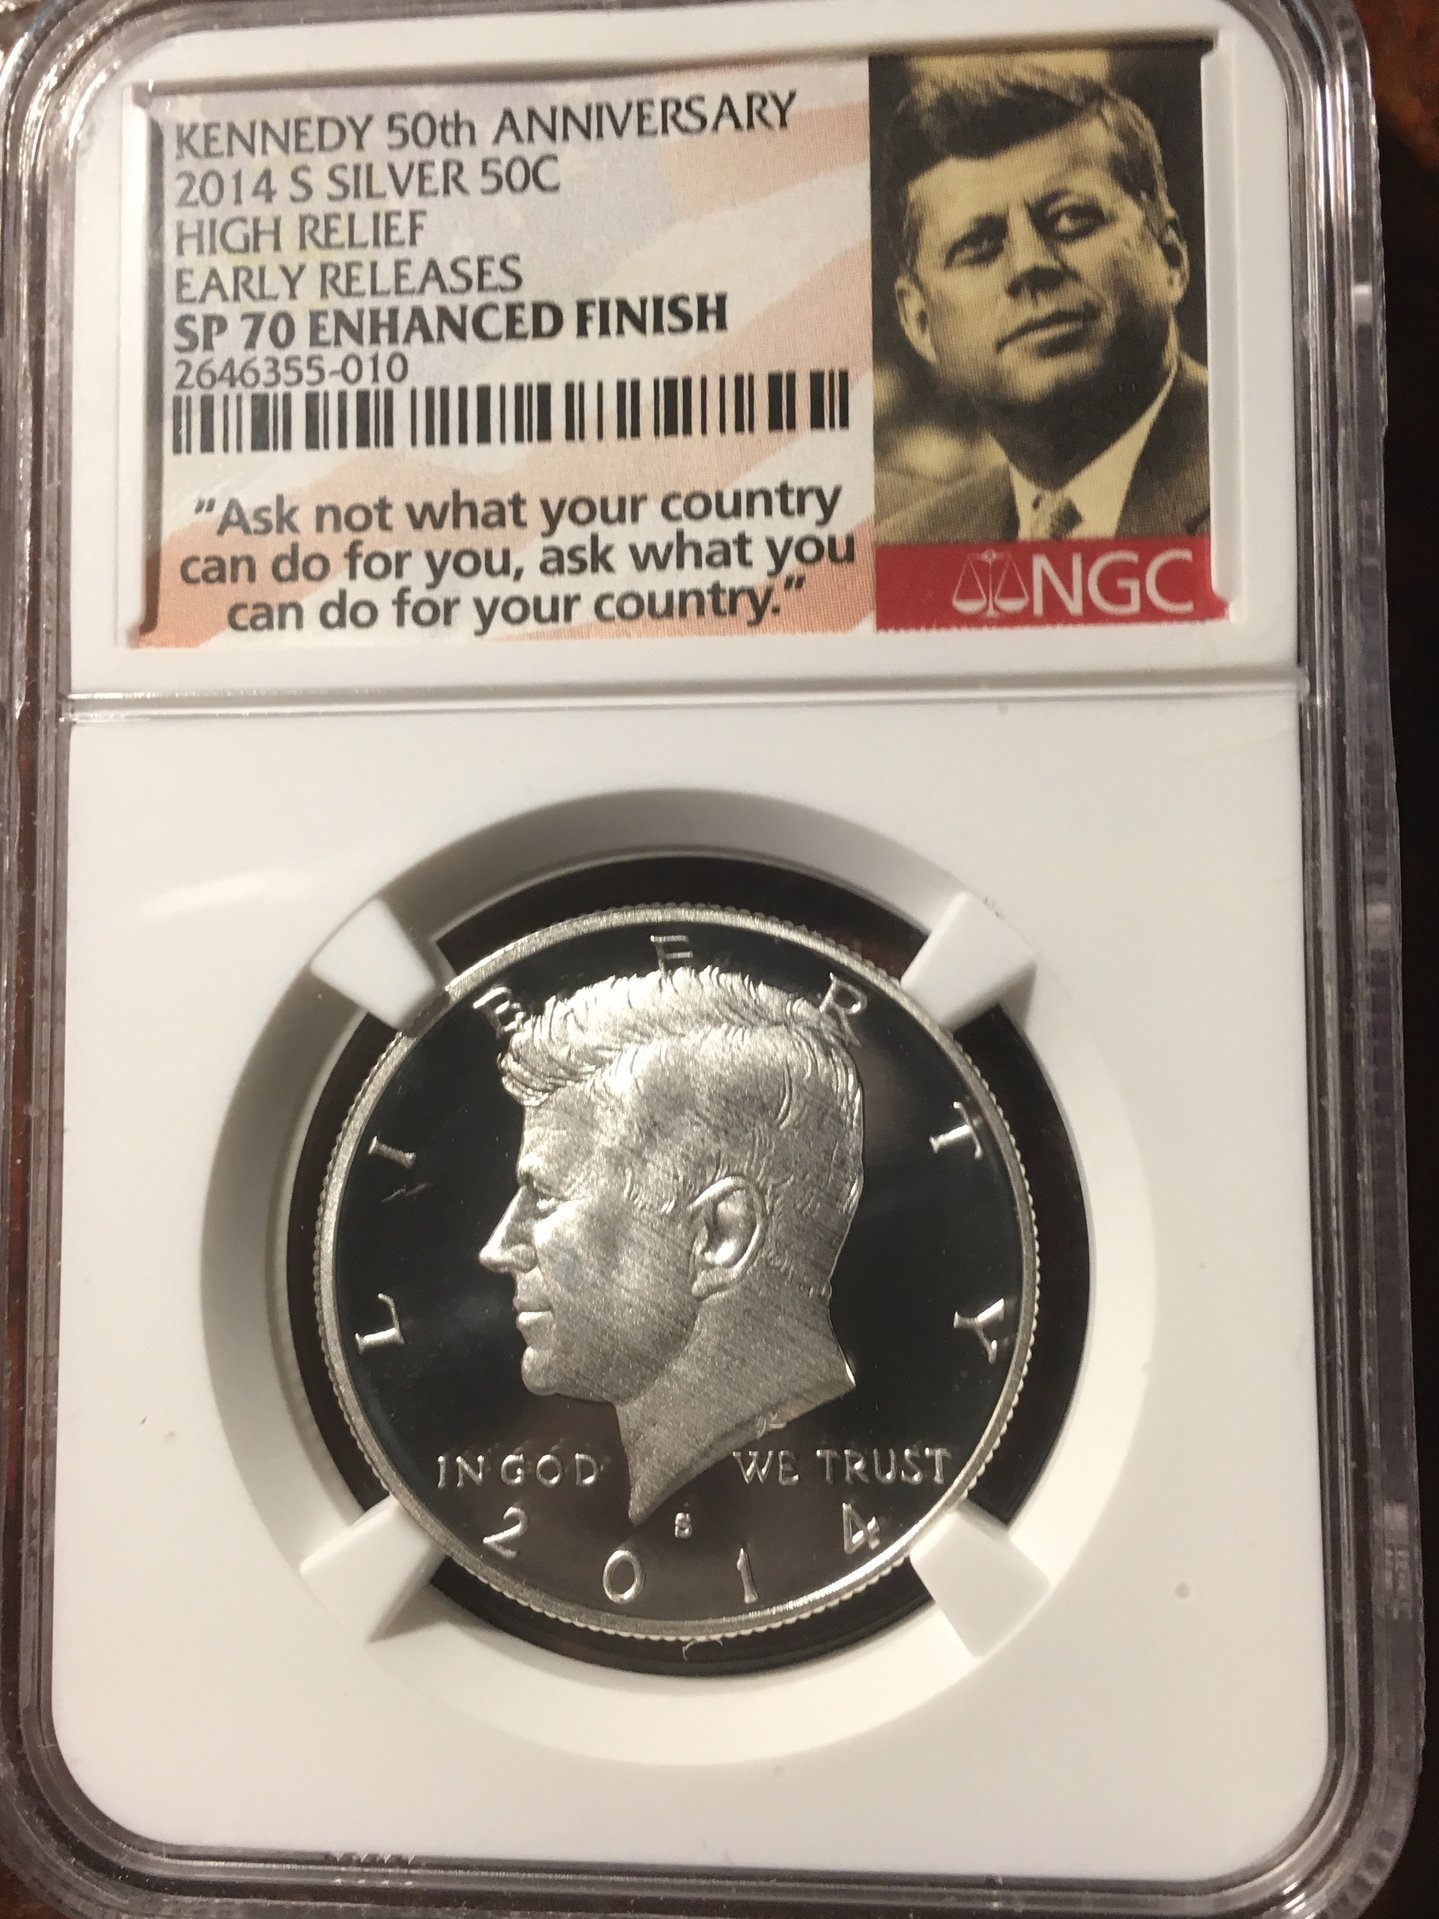 KENNEDY 50th ANNIVERSARY
2014 S SILVER 50C
HIGH RELIEF
EARLY RELEASES
SP 70 ENHANCED FINISH
2646355-010
"Ask not what your country
can do for you, ask what you
can do for your country."
NGC
LIBERTY
IN GOD WE TRUST
S
2014